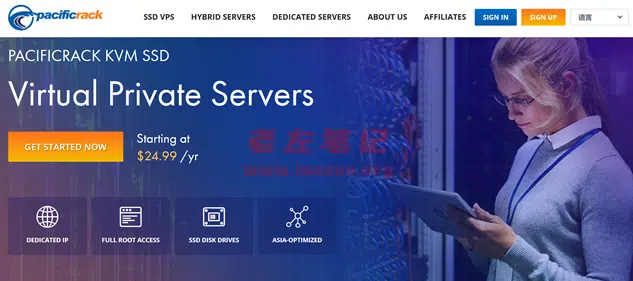 pacificrack
SSD VPS
HYBRID SERVERS
DEDICATED SERVERS
ABOUT US
AFFILIATES
SIGN IN
SIGN UP
语言
PACIFICRACK KVM SSD
Virtual Private Servers
GET STARTED NOW
Starting at
$24.99 /yr
老左笔记
www.laozuo.org
DEDICATED IP
FULL ROOT ACCESS
SSD DISK DRIVES
ASIA-OPTIMIZED